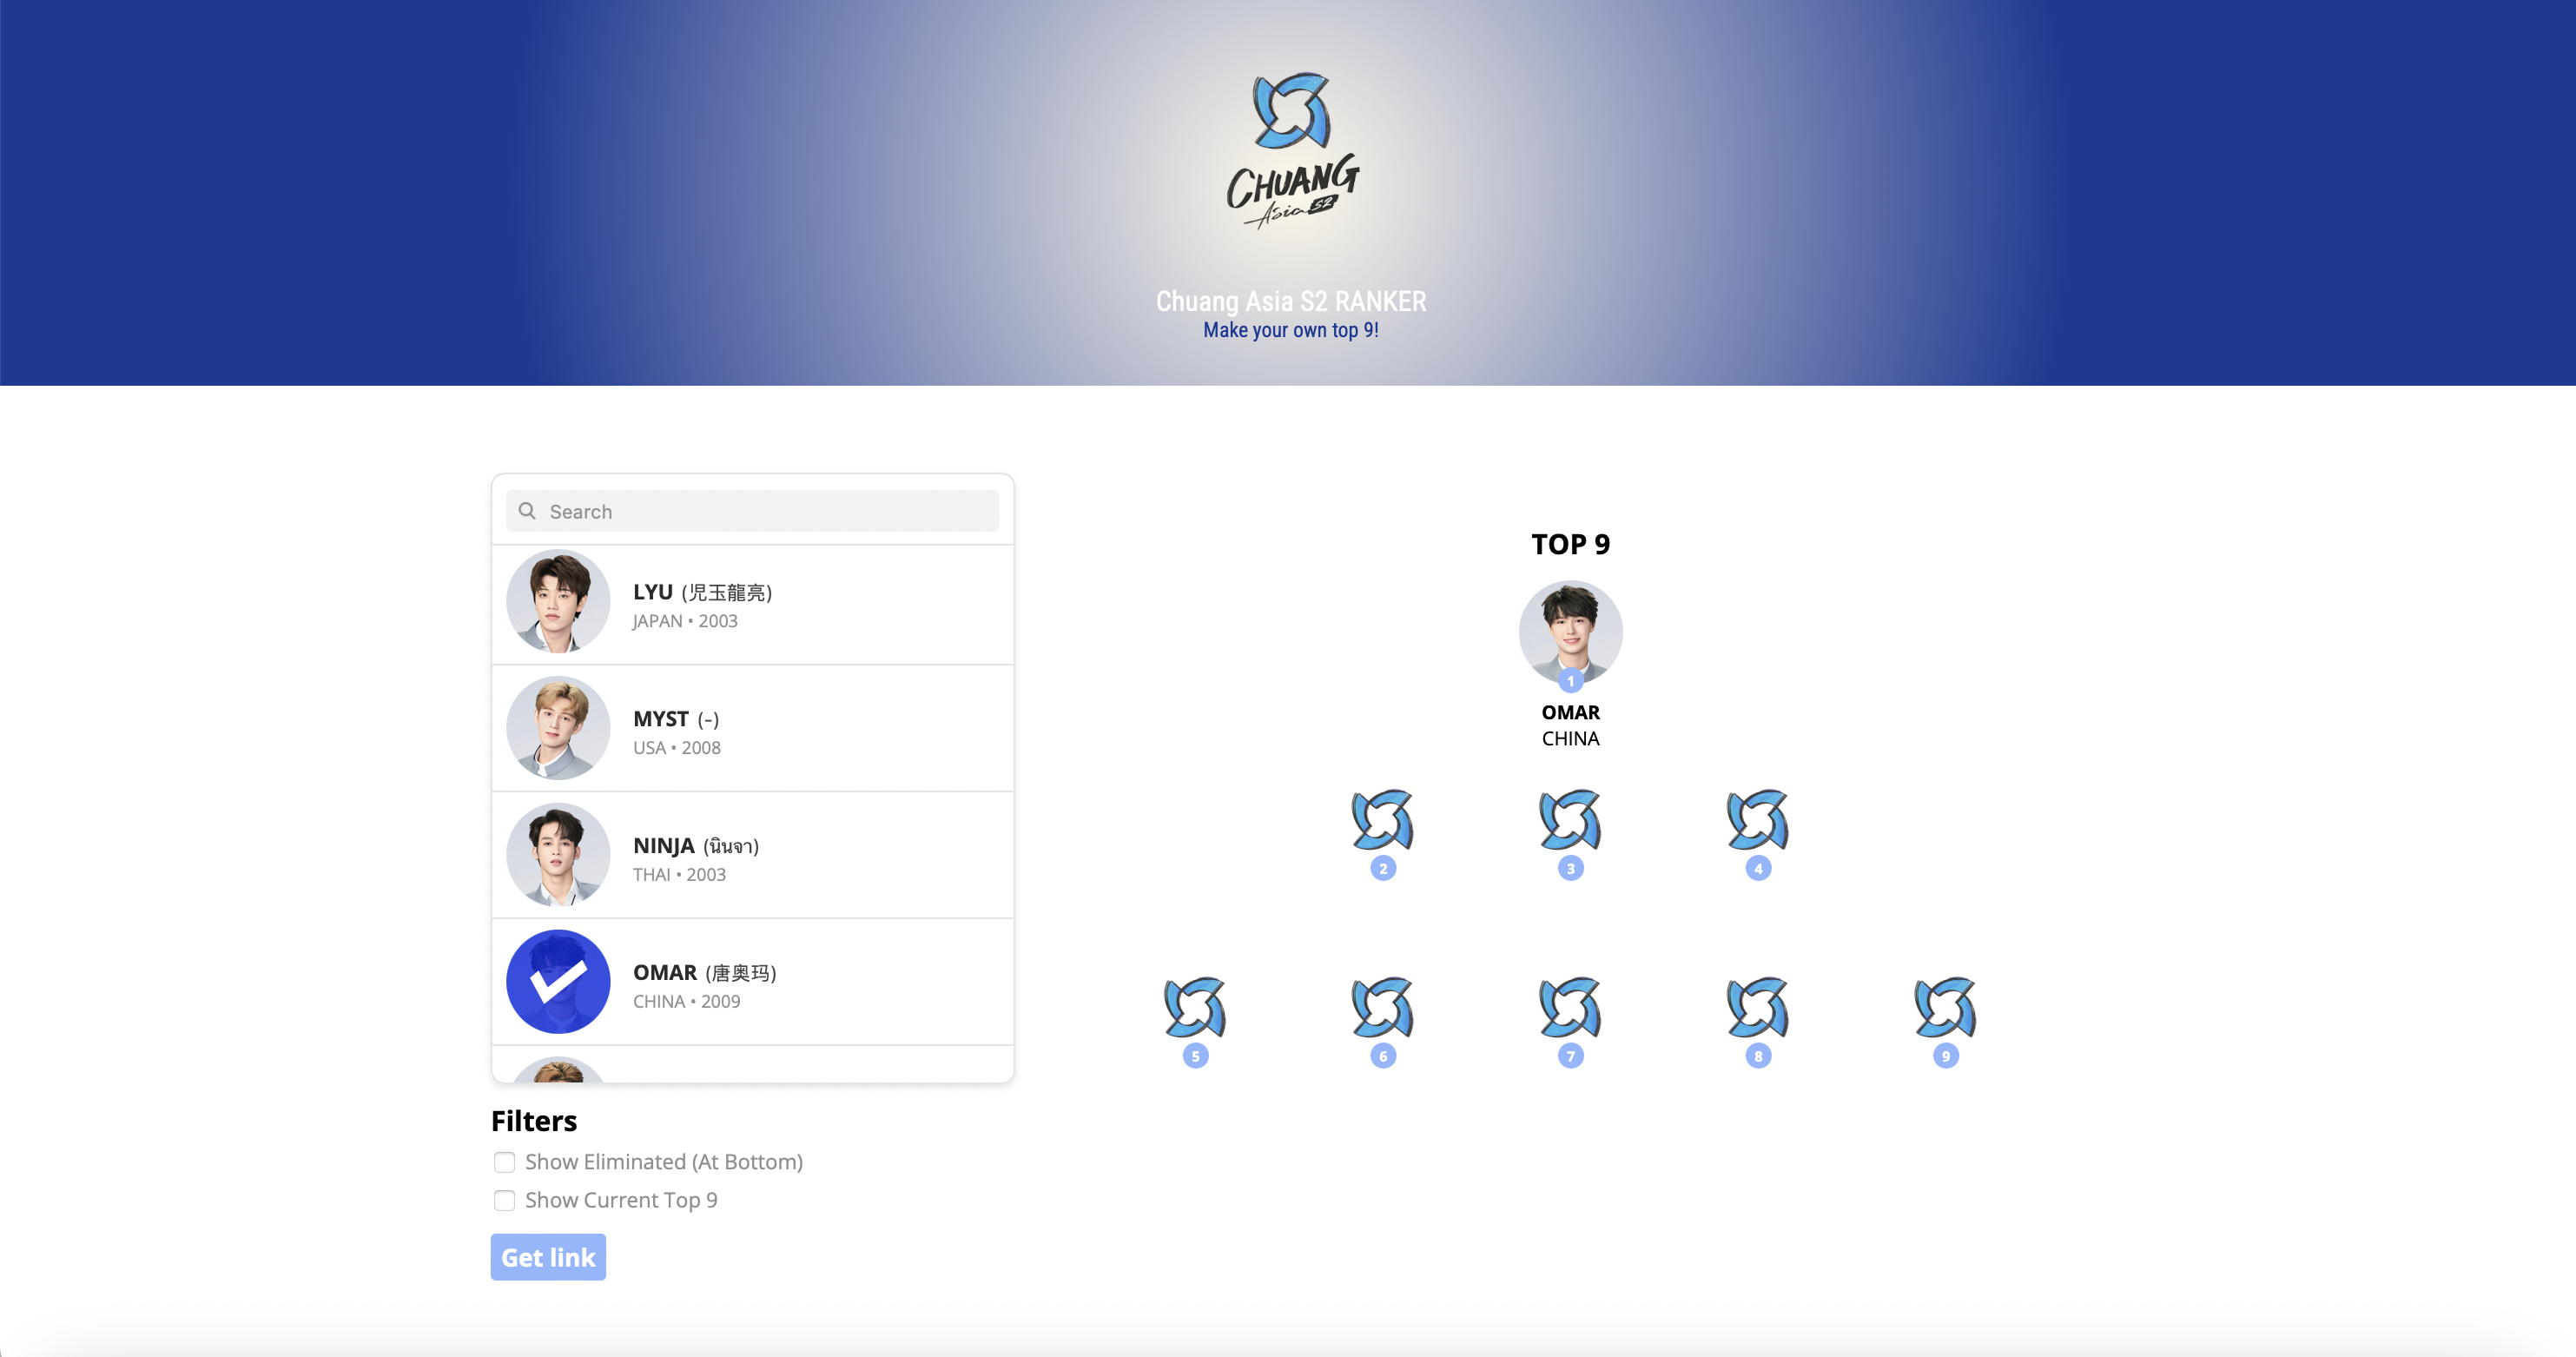 CHUANG
Asia S2
Chuang Asia S2 RANKER
Make your own top 9!
Search
LYU (児玉龍亮)
JAPAN • 2003
MYST (-)
USA • 2008
NINJA (นินจา)
THAI • 2003
OMAR (唐奥玛)
CHINA • 2009
Filters
Show Eliminated (At Bottom)
Show Current Top 9
Get link
TOP 9
1
OMAR
CHINA
2 3 4
5 6 7 8 9